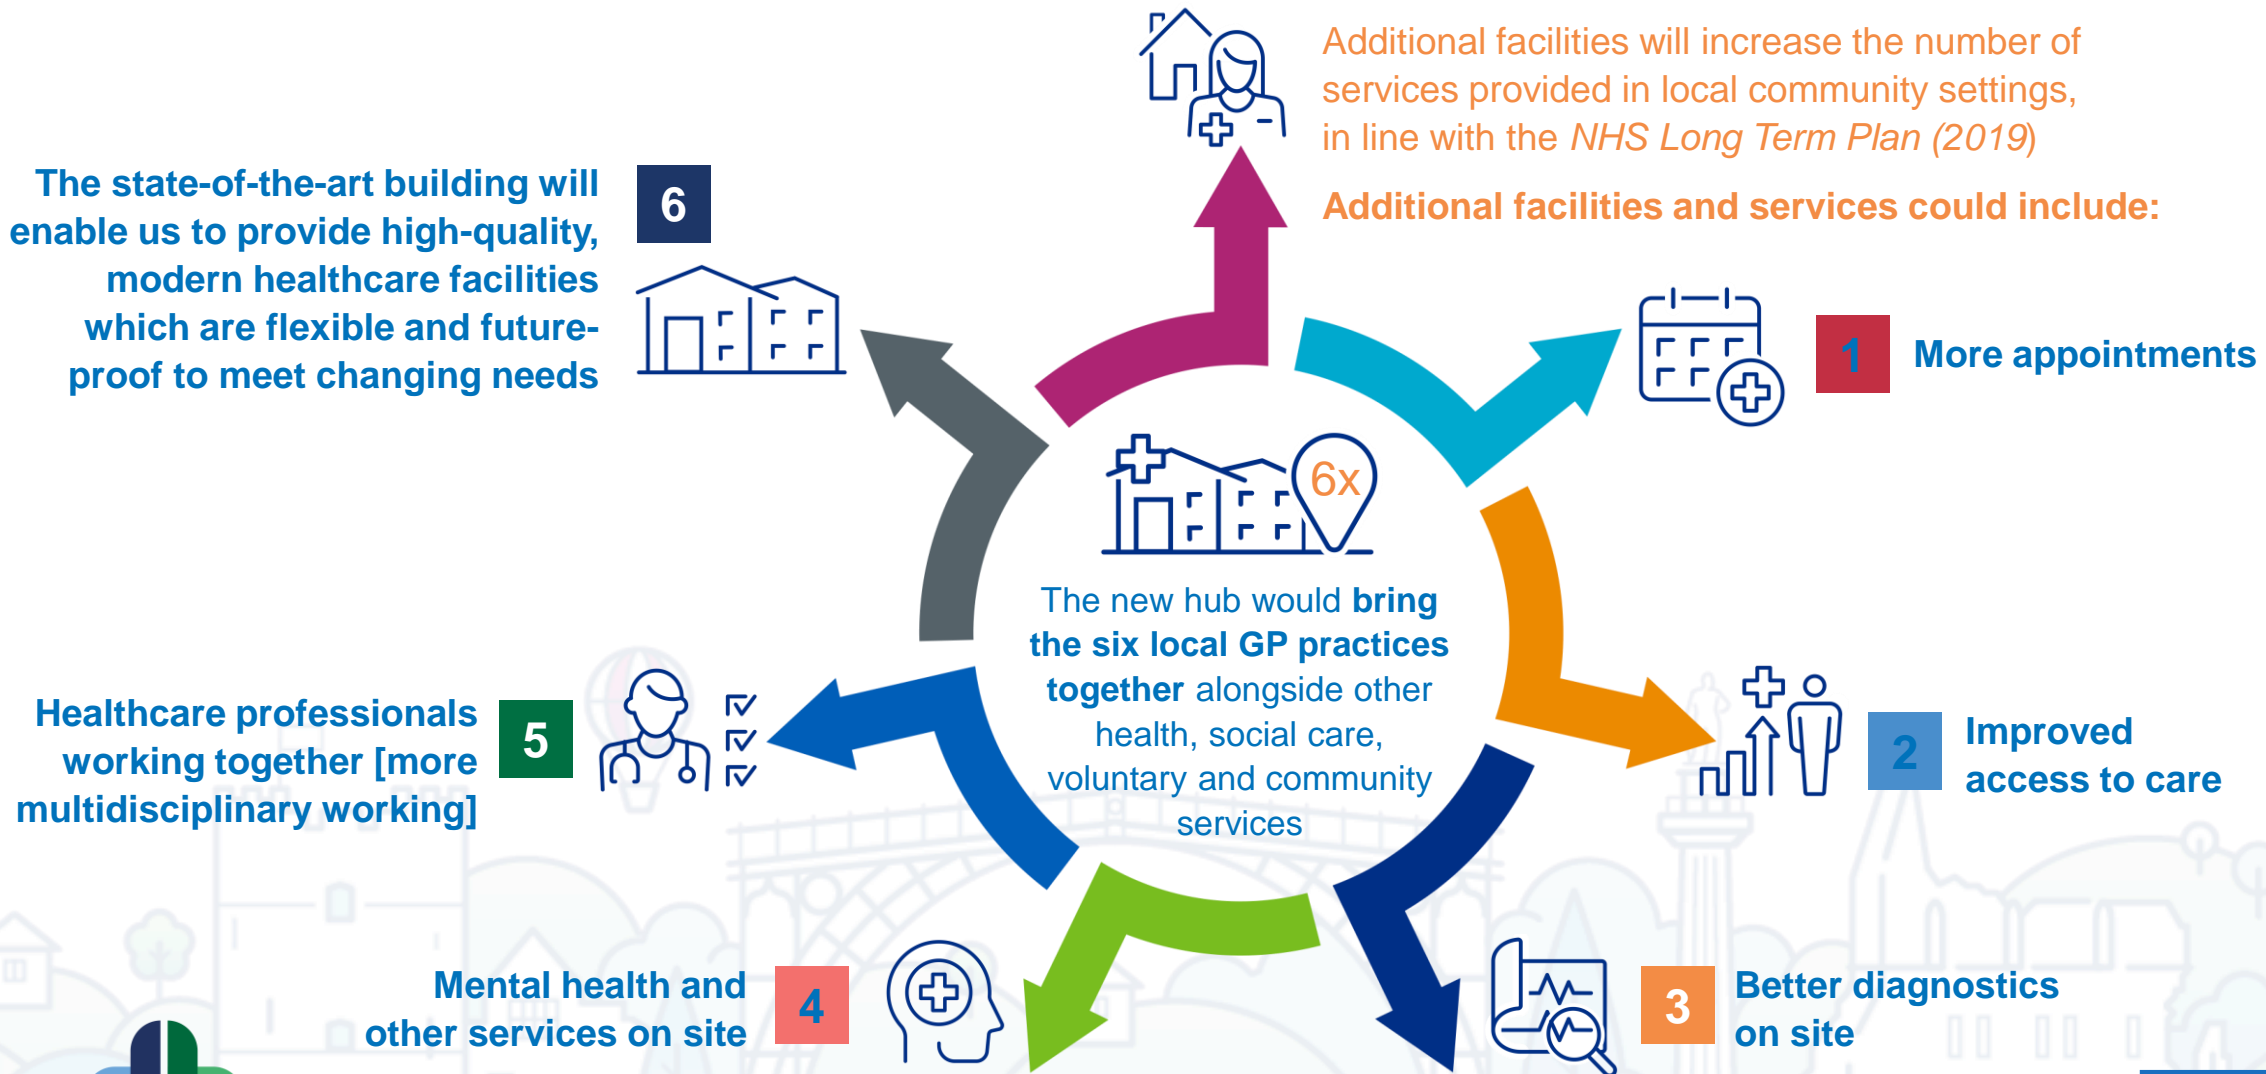 Additional facilities will increase the number of
services provided in local community settings,
in line with the NHS Long Term Plan (2019)
Additional facilities and services could include:
1
More appointments
2
Improved
access to care
3
Better diagnostics
on site
4
Mental health and
other services on site
5
Healthcare professionals
working together [more
multidisciplinary working]
6
The state-of-the-art building will
enable us to provide high-quality,
modern healthcare facilities
which are flexible and future-
proof to meet changing needs
6x
The new hub would bring
the six local GP practices
together alongside other
health, social care,
voluntary and community
services